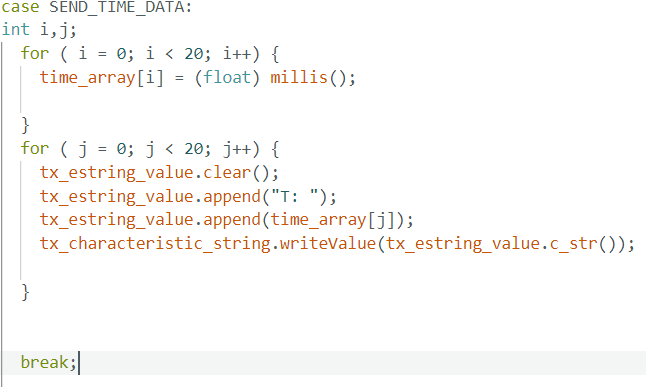 case SEND_TIME_DATA:
int i,j;
for ( i = 0; i < 20; i++) {
time_array[i] = (float) millis();
}
for ( j = 0; j < 20; j++) {
tx_estring_value.clear();
tx_estring_value.append("T: ");
tx_estring_value.append(time_array[j]);
tx_characteristic_string.writeValue(tx_estring_value.c_str());
}
break;